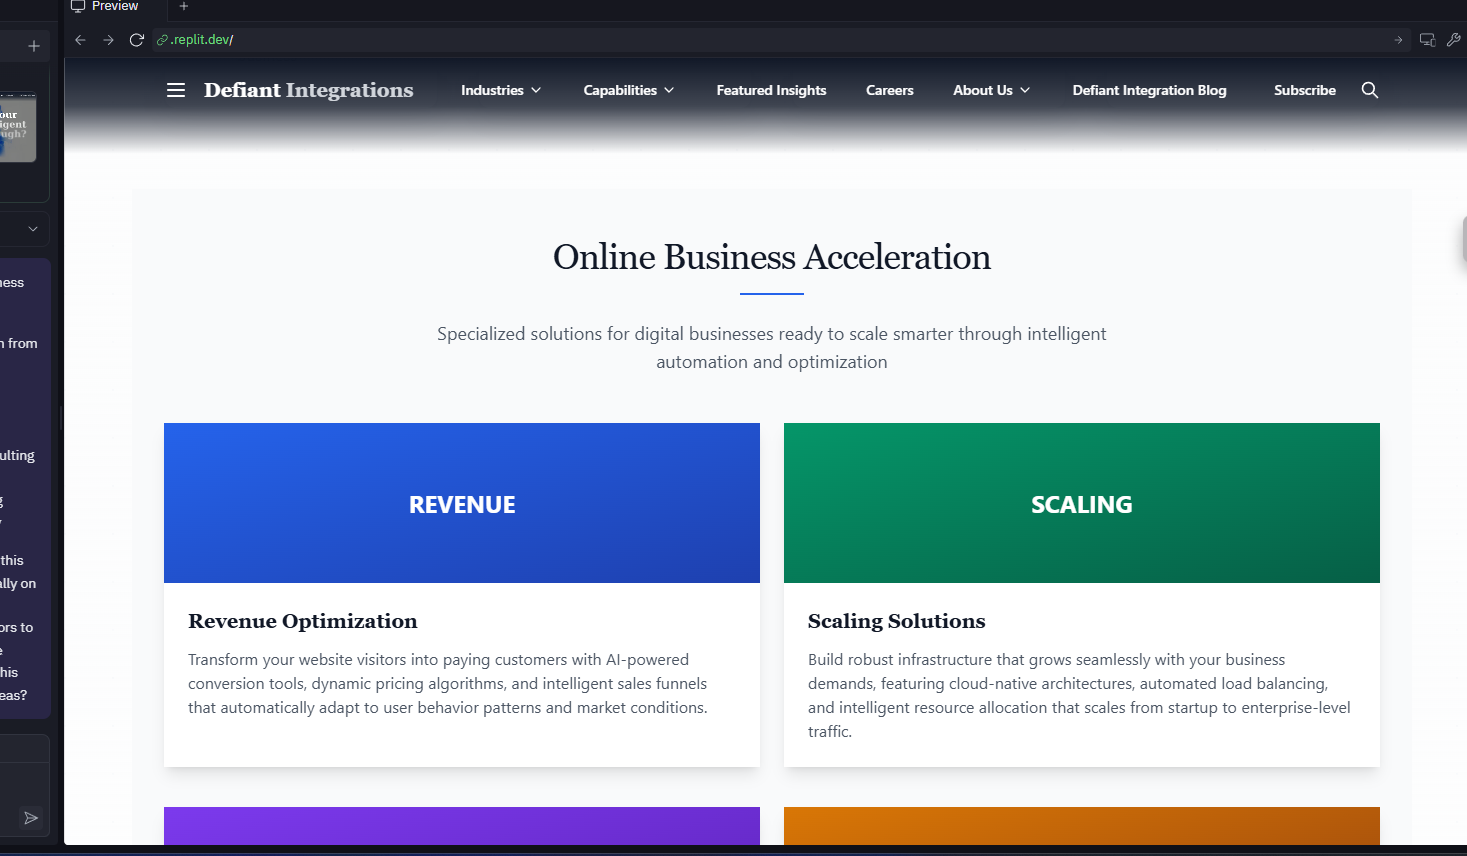 Preview
.replit.dev/
Defiant Integrations
Industries
Capabilities
Featured Insights
Careers
About Us
Defiant Integration Blog
Subscribe
our
igent
ugh?
ness
n from
ulting
g
this
ally on
ors to
e
his
eas?
Online Business Acceleration
Specialized solutions for digital businesses ready to scale smarter through intelligent
automation and optimization
REVENUE
Revenue Optimization
Transform your website visitors into paying customers with AI-powered
conversion tools, dynamic pricing algorithms, and intelligent sales funnels
that automatically adapt to user behavior patterns and market conditions.
SCALING
Scaling Solutions
Build robust infrastructure that grows seamlessly with your business
demands, featuring cloud-native architectures, automated load balancing,
and intelligent resource allocation that scales from startup to enterprise-level
traffic.